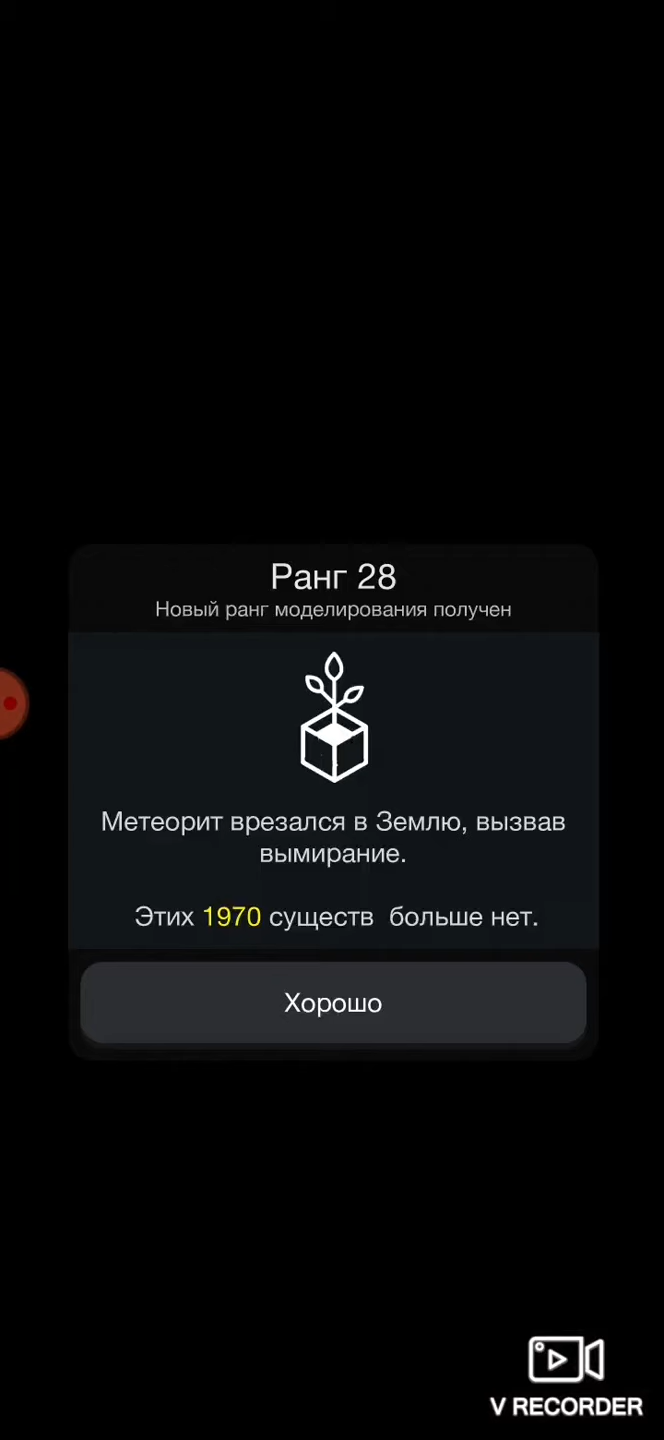 Ранг 28
Новый ранг моделирования получен
Метеорит врезался в Землю, вызвав
вымирание.
Этих 1970 существ больше нет.
Хорошо
V RECORDER